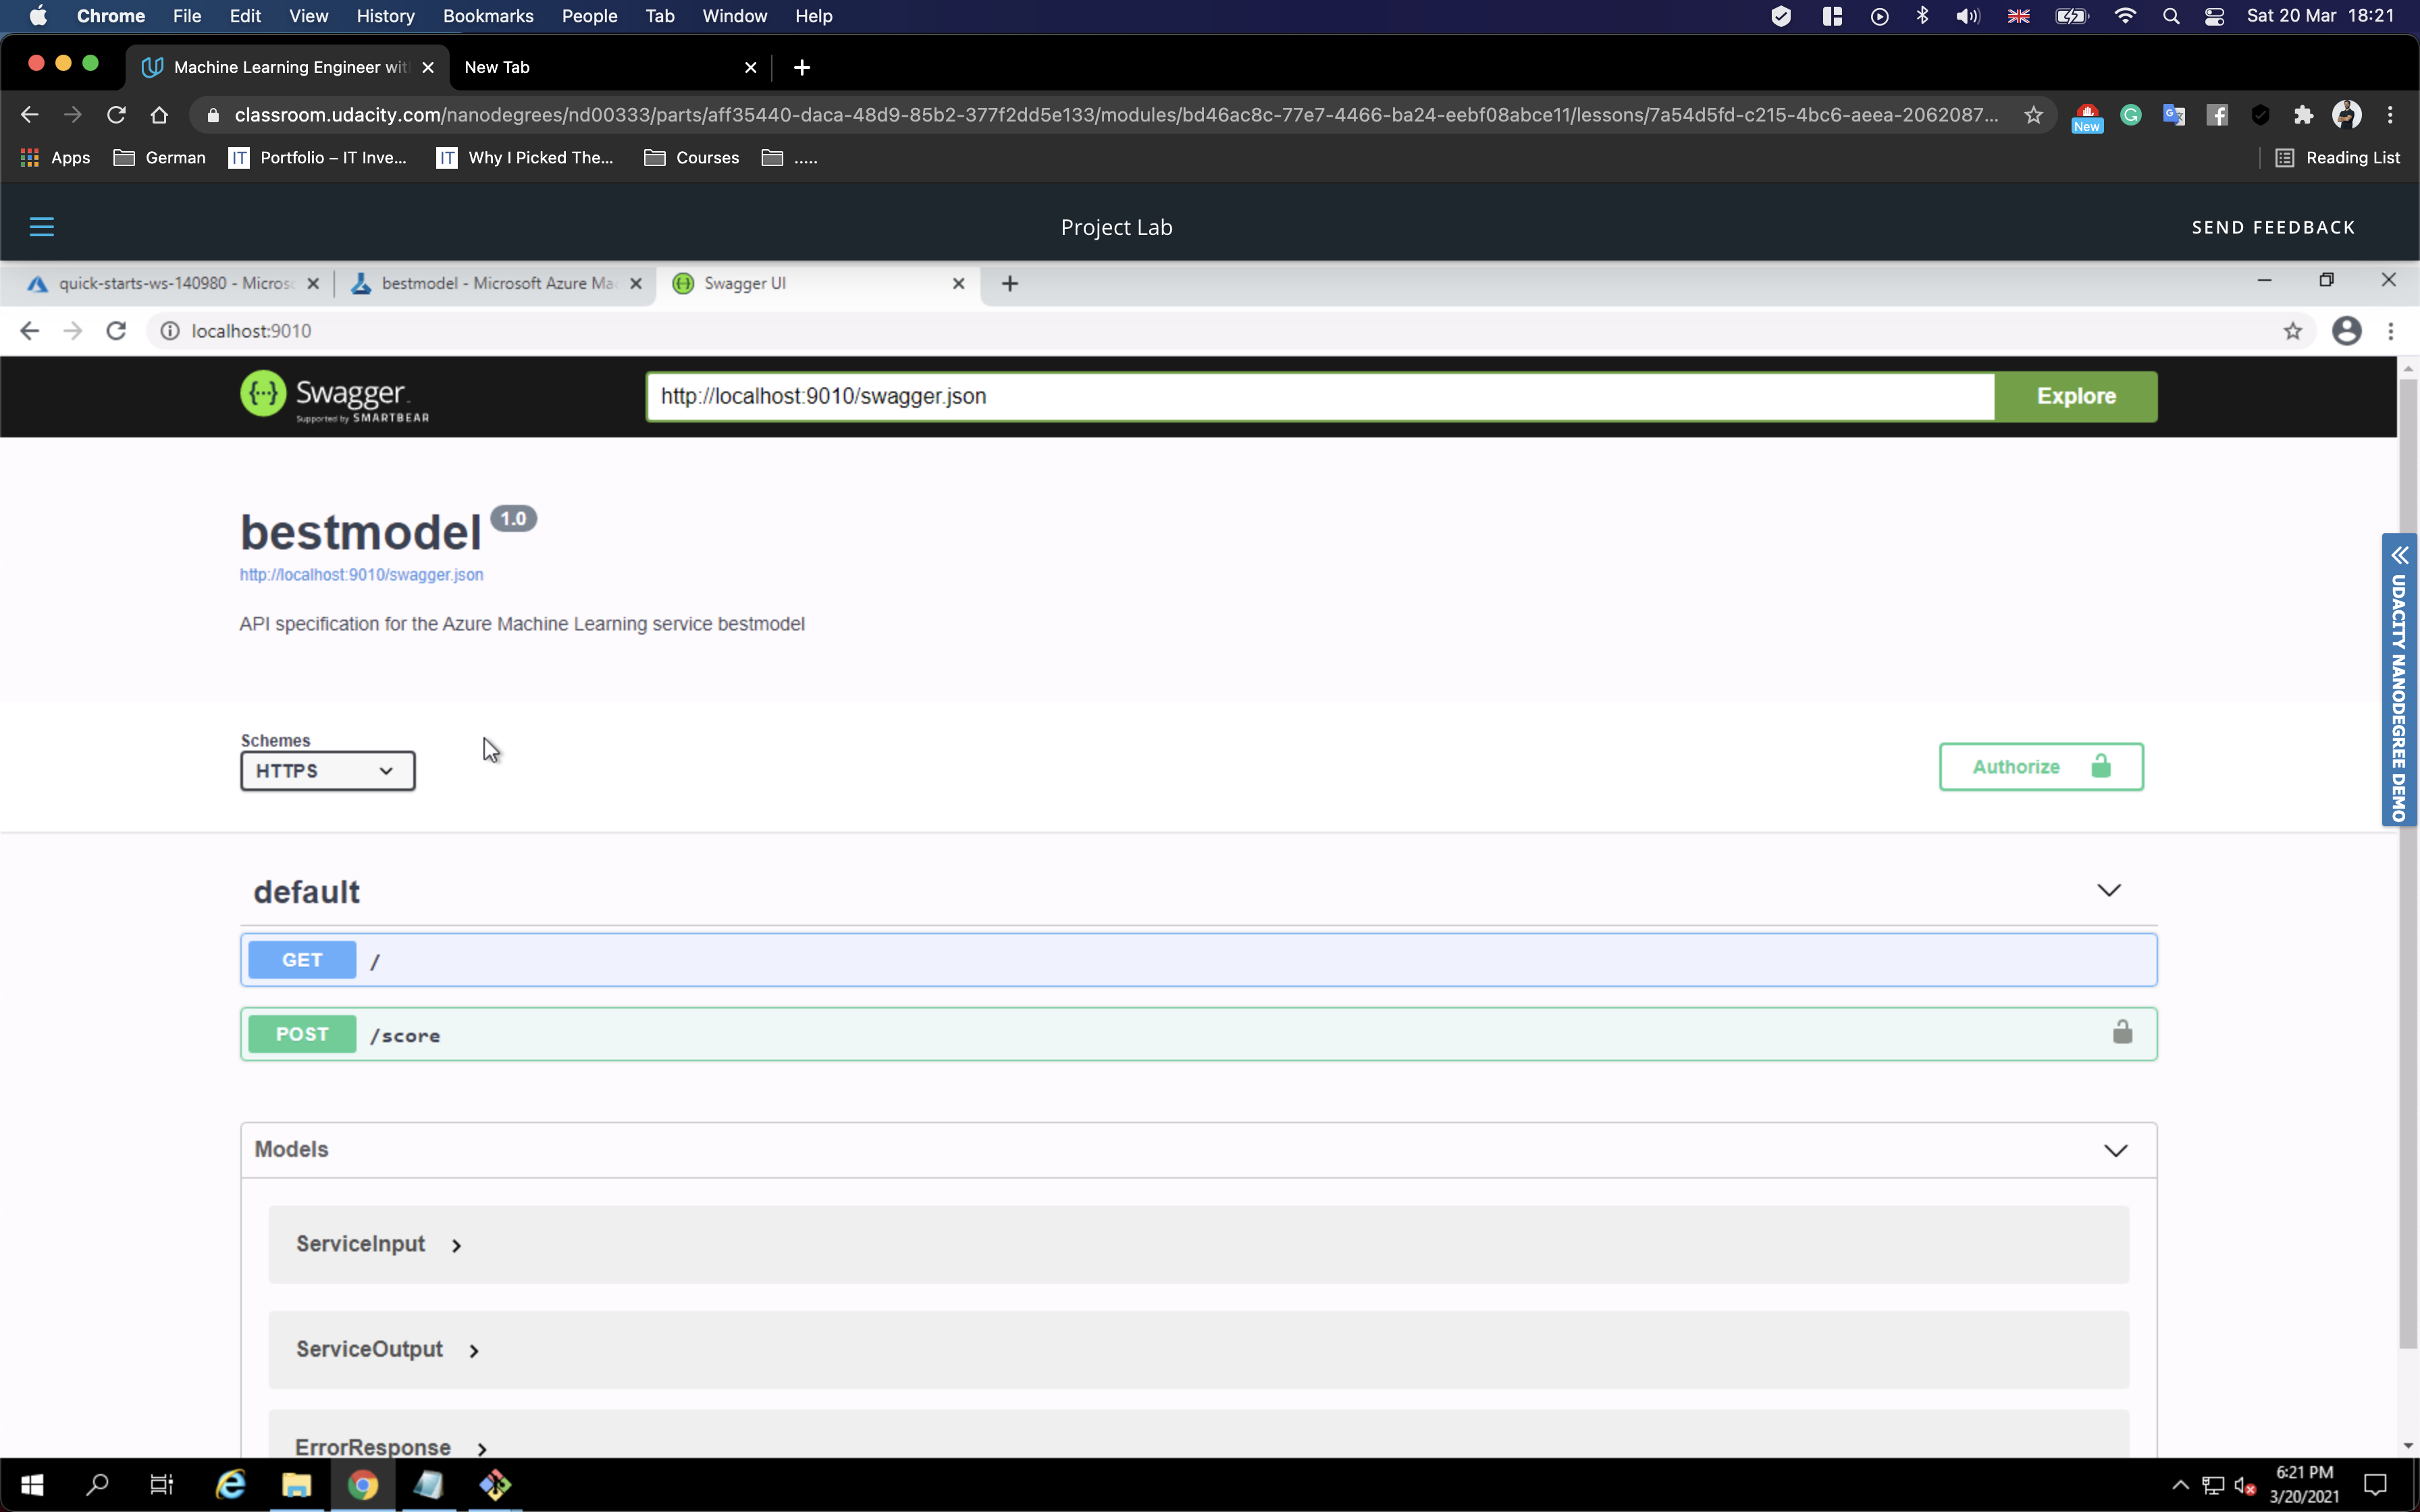 Chrome File Edit View History Bookmarks People Tab Window Help Sat 20 Mar 18:21
Machine Learning Engineer wit New Tab
classroom.udacity.com/nanodegrees/nd00333/parts/aff35440-daca-48d9-85b2-377f2dd5e133/modules/bd46ac8c-77e7-4466-ba24-eebf08abce11/lessons/7a54d5fd-c215-4bc6-aeea-2062087... New
Apps German IT Portfolio – IT Inve... IT Why I Picked The... Courses ..... Reading List
Project Lab SEND FEEDBACK
quick-starts-ws-140980 - Micros bestmodel - Microsoft Azure Ma Swagger UI
localhost:9010
Swagger http://localhost:9010/swagger.json Explore
Supported by SMARTBEAR
bestmodel 1.0
http://localhost:9010/swagger.json
API specification for the Azure Machine Learning service bestmodel
UDACITY NANODEGREE DEMO
Schemes
HTTPS
Authorize
default
GET /
POST /score
Models
ServiceInput
ServiceOutput
ErrorResponse
6:21 PM
3/20/2021